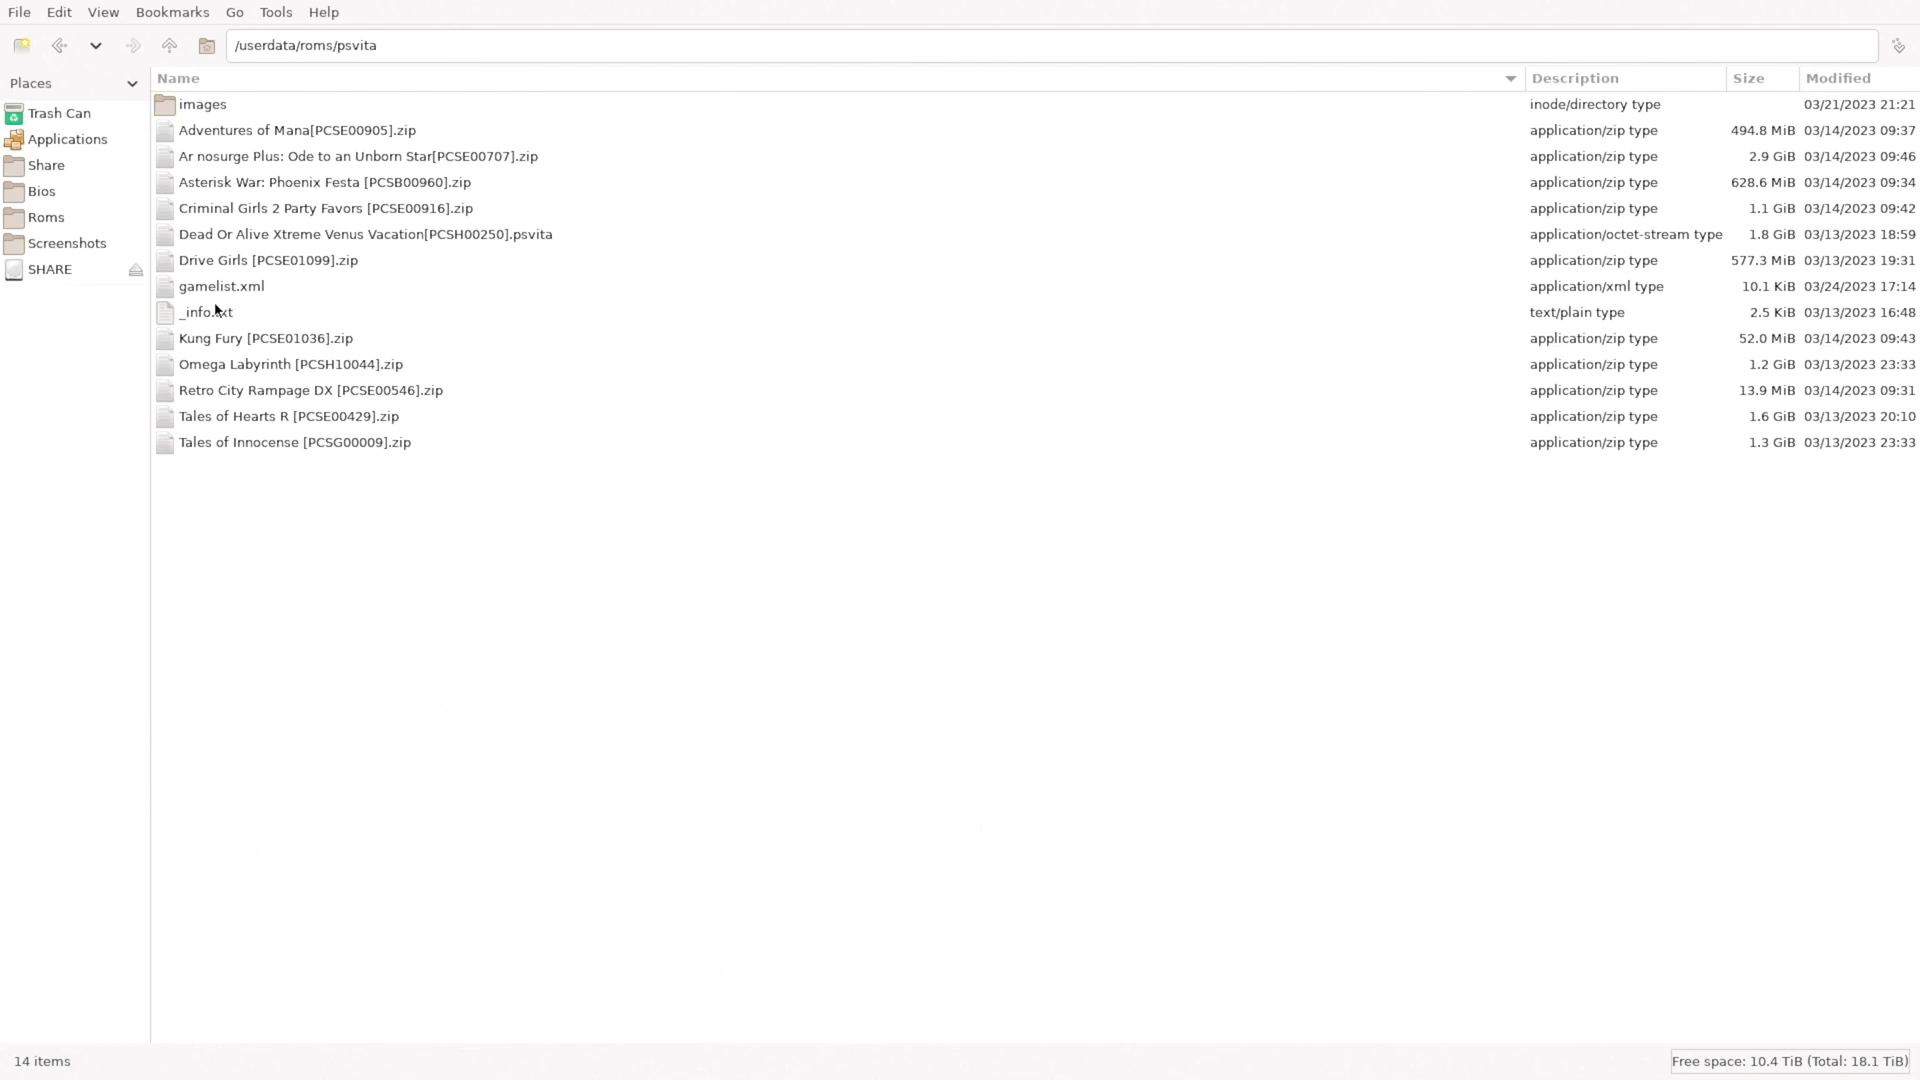 File Edit View Bookmarks Go Tools Help
/userdata/roms/psvita
Places
Trash Can
Applications
Share
Bios
Roms
Screenshots
SHARE
Name Description Size Modified
images inode/directory type 03/21/2023 21:21
Adventures of Mana[PCSE00905].zip application/zip type 494.8 MiB 03/14/2023 09:37
Ar nosurge Plus: Ode to an Unborn Star[PCSE00707].zip application/zip type 2.9 GiB 03/14/2023 09:46
Asterisk War: Phoenix Festa [PCSB00960].zip application/zip type 628.6 MiB 03/14/2023 09:34
Criminal Girls 2 Party Favors [PCSE00916].zip application/zip type 1.1 GiB 03/14/2023 09:42
Dead Or Alive Xtreme Venus Vacation[PCSH00250].psvita application/octet-stream type 1.8 GiB 03/13/2023 18:59
Drive Girls [PCSE01099].zip application/zip type 577.3 MiB 03/13/2023 19:31
gamelist.xml application/xml type 10.1 KiB 03/24/2023 17:14
_info.txt text/plain type 2.5 KiB 03/13/2023 16:48
Kung Fury [PCSE01036].zip application/zip type 52.0 MiB 03/14/2023 09:43
Omega Labyrinth [PCSH10044].zip application/zip type 1.2 GiB 03/13/2023 23:33
Retro City Rampage DX [PCSE00546].zip application/zip type 13.9 MiB 03/14/2023 09:31
Tales of Hearts R [PCSE00429].zip application/zip type 1.6 GiB 03/13/2023 20:10
Tales of Innocense [PCSG00009].zip application/zip type 1.3 GiB 03/13/2023 23:33
14 items
Free space: 10.4 TiB (Total: 18.1 TiB)